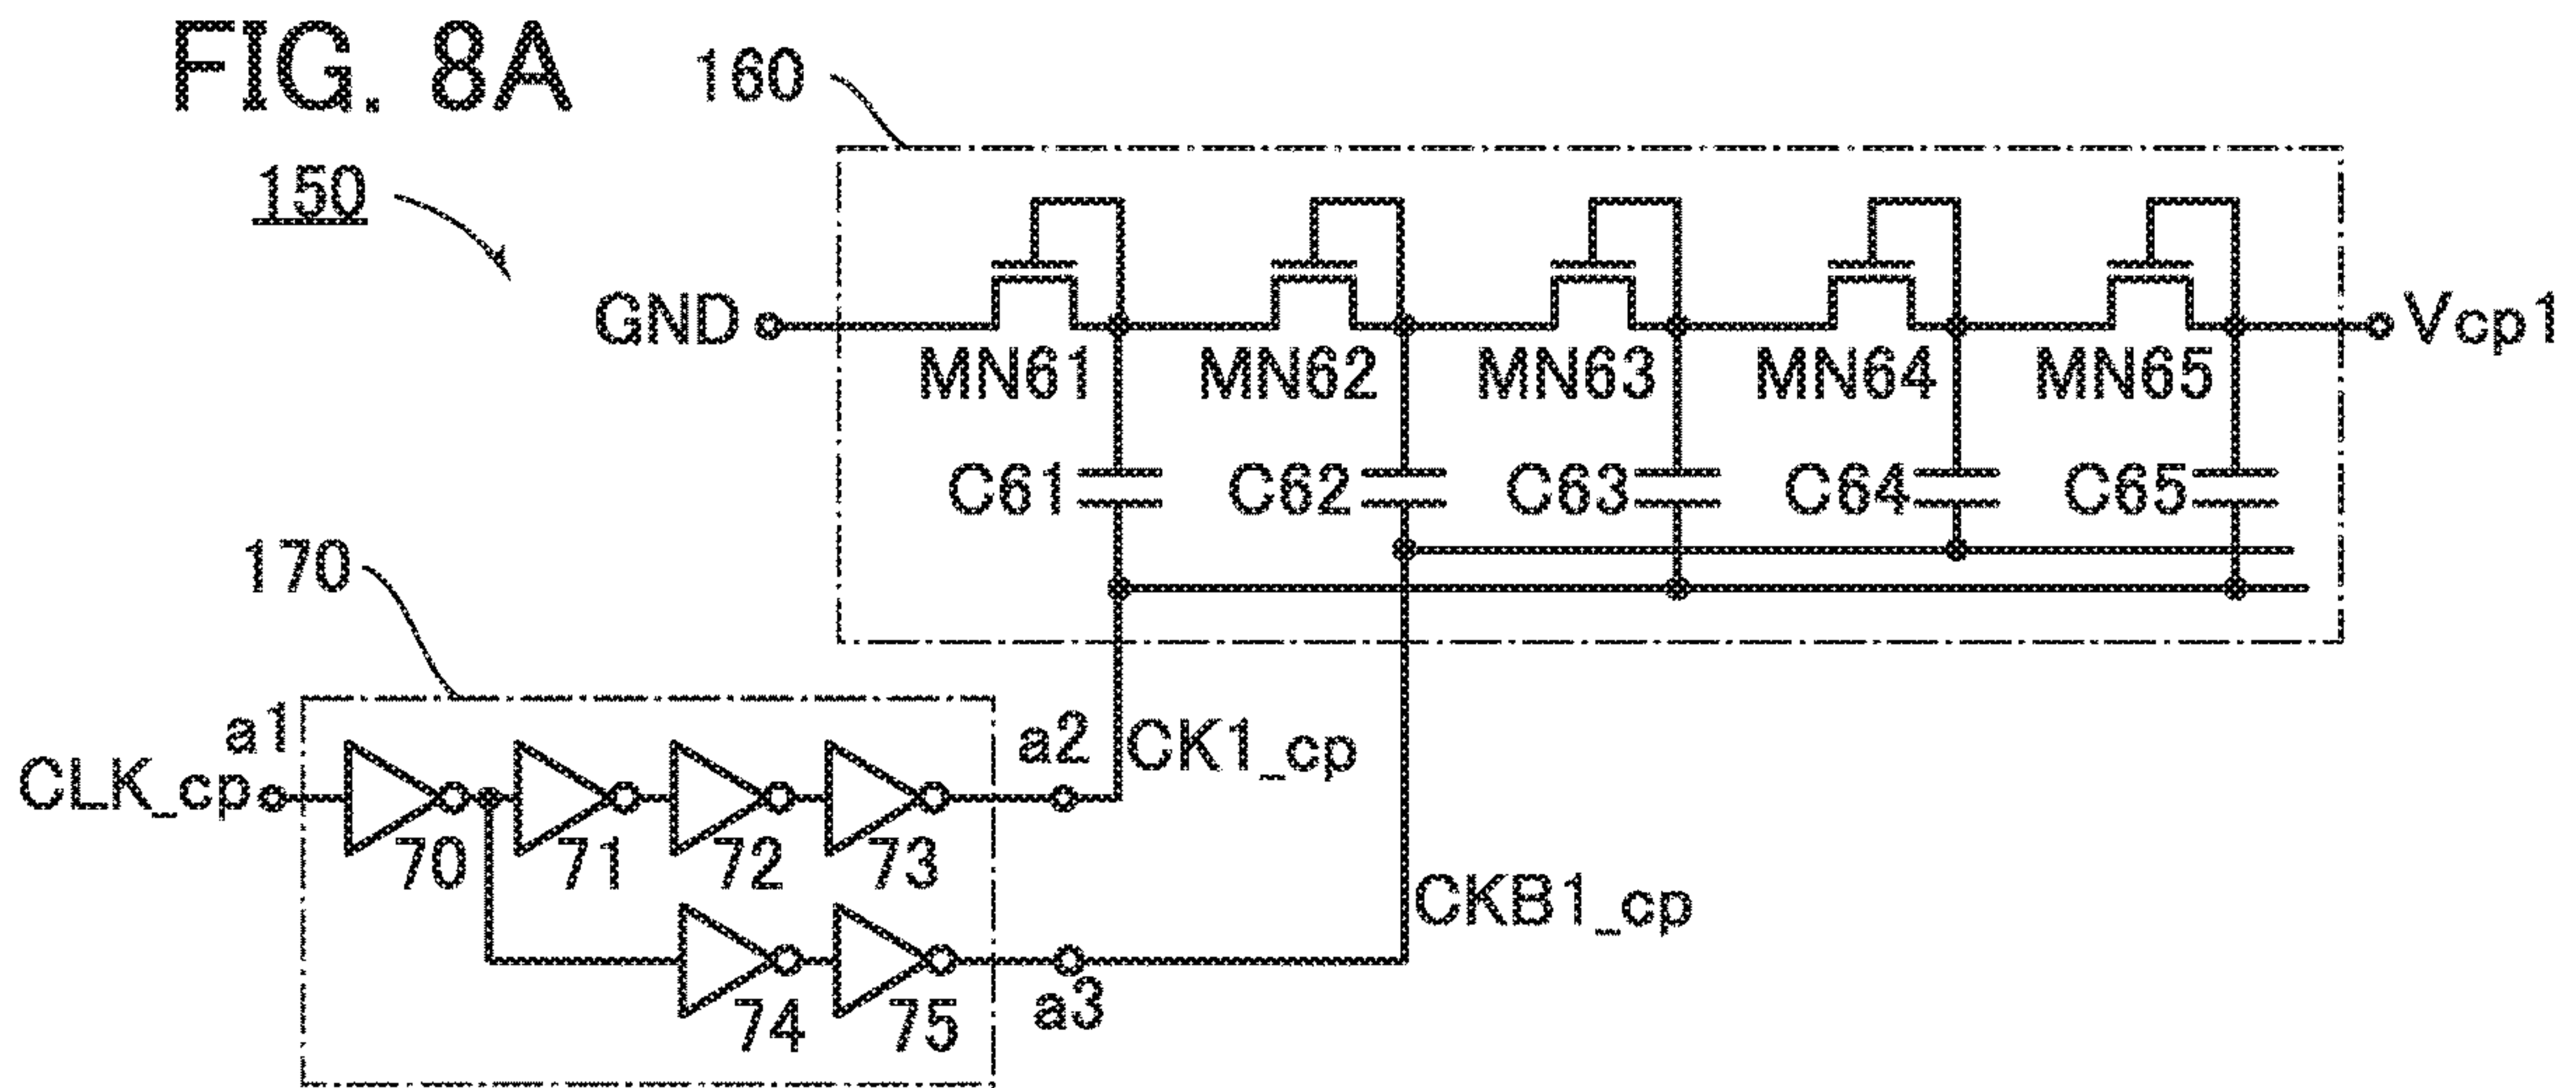 FIG. 8A
160
150
GND
Vcp1
MN61 MN62 MN63 MN64 MN65
C61 C62 C63 C64 C65
170
a1
a2
CK1_cp
CLK_cp
70 71 72 73
CKB1_cp
74 75
a3